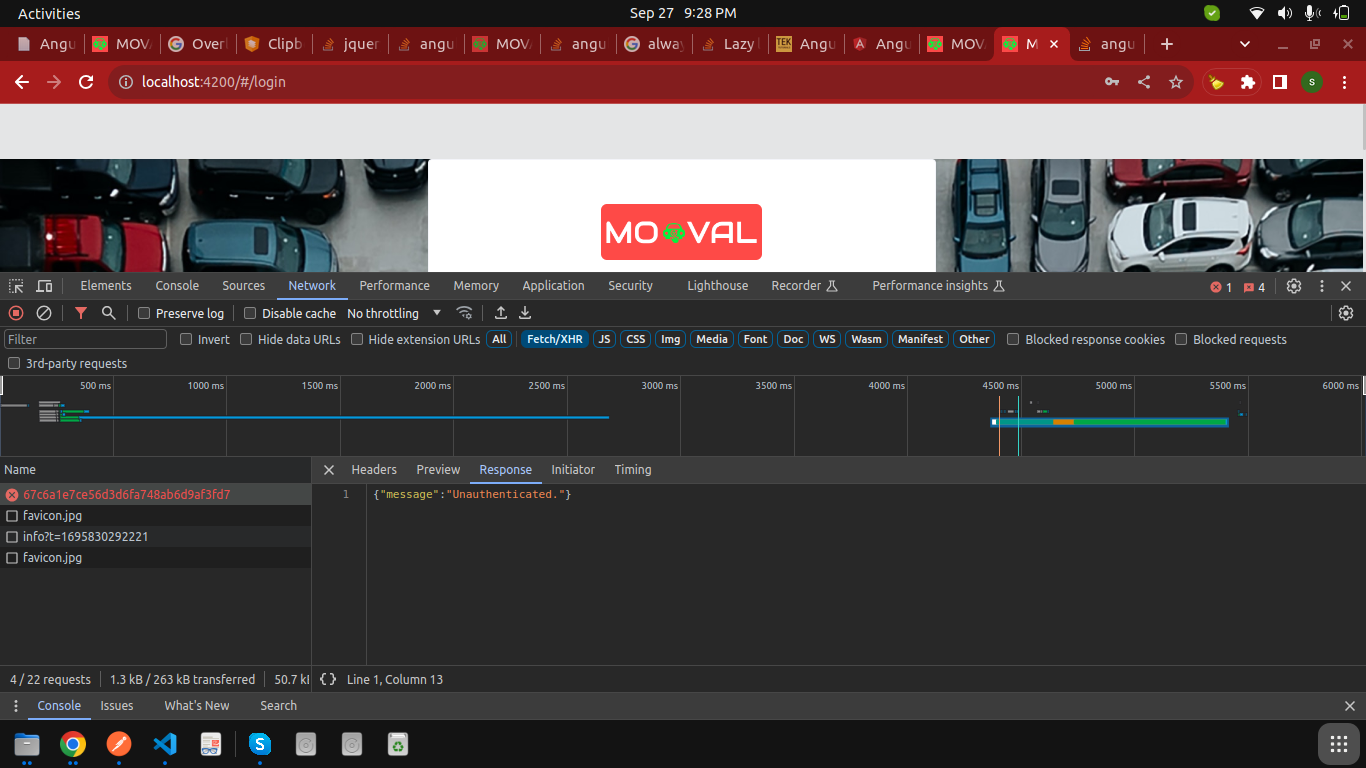 Activities
Sep 27 9:28 PM
Angu
MOVA
Overl
Clipb
jquer
angu
MOVA
angu
alway
Lazy l
Angu
Angu
MOVA
M
angu
localhost:4200/#/login
S
MO VAL
Elements Console Sources Network Performance Memory Application Security Lighthouse Recorder Performance insights 1 4
Preserve log Disable cache No throttling
Filter Invert Hide data URLs Hide extension URLs All Fetch/XHR JS CSS Img Media Font Doc WS Wasm Manifest Other Blocked response cookies Blocked requests
3rd-party requests
500 ms 1000 ms 1500 ms 2000 ms 2500 ms 3000 ms 3500 ms 4000 ms 4500 ms 5000 ms 5500 ms 6000 ms
Name
Headers Preview Response Initiator Timing
67c6a1e7ce56d3d6fa748ab6d9af3fd7
1 {"message":"Unauthenticated."}
favicon.jpg
info?t=1695830292221
favicon.jpg
4 / 22 requests 1.3 kB / 263 kB transferred 50.7 k
{} Line 1, Column 13
Console Issues What's New Search